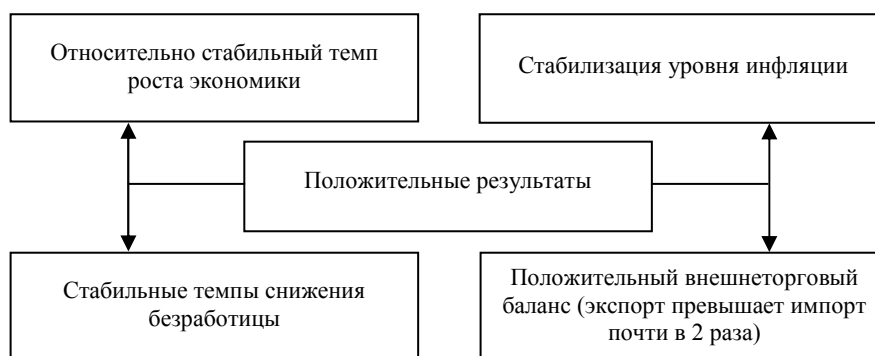 Относительно стабильный темп
роста экономики
Стабилизация уровня инфляции
Положительные результаты
Стабильные темпы снижения
безработицы
Положительный внешнеторговый
баланс (экспорт превышает импорт
почти в 2 раза)